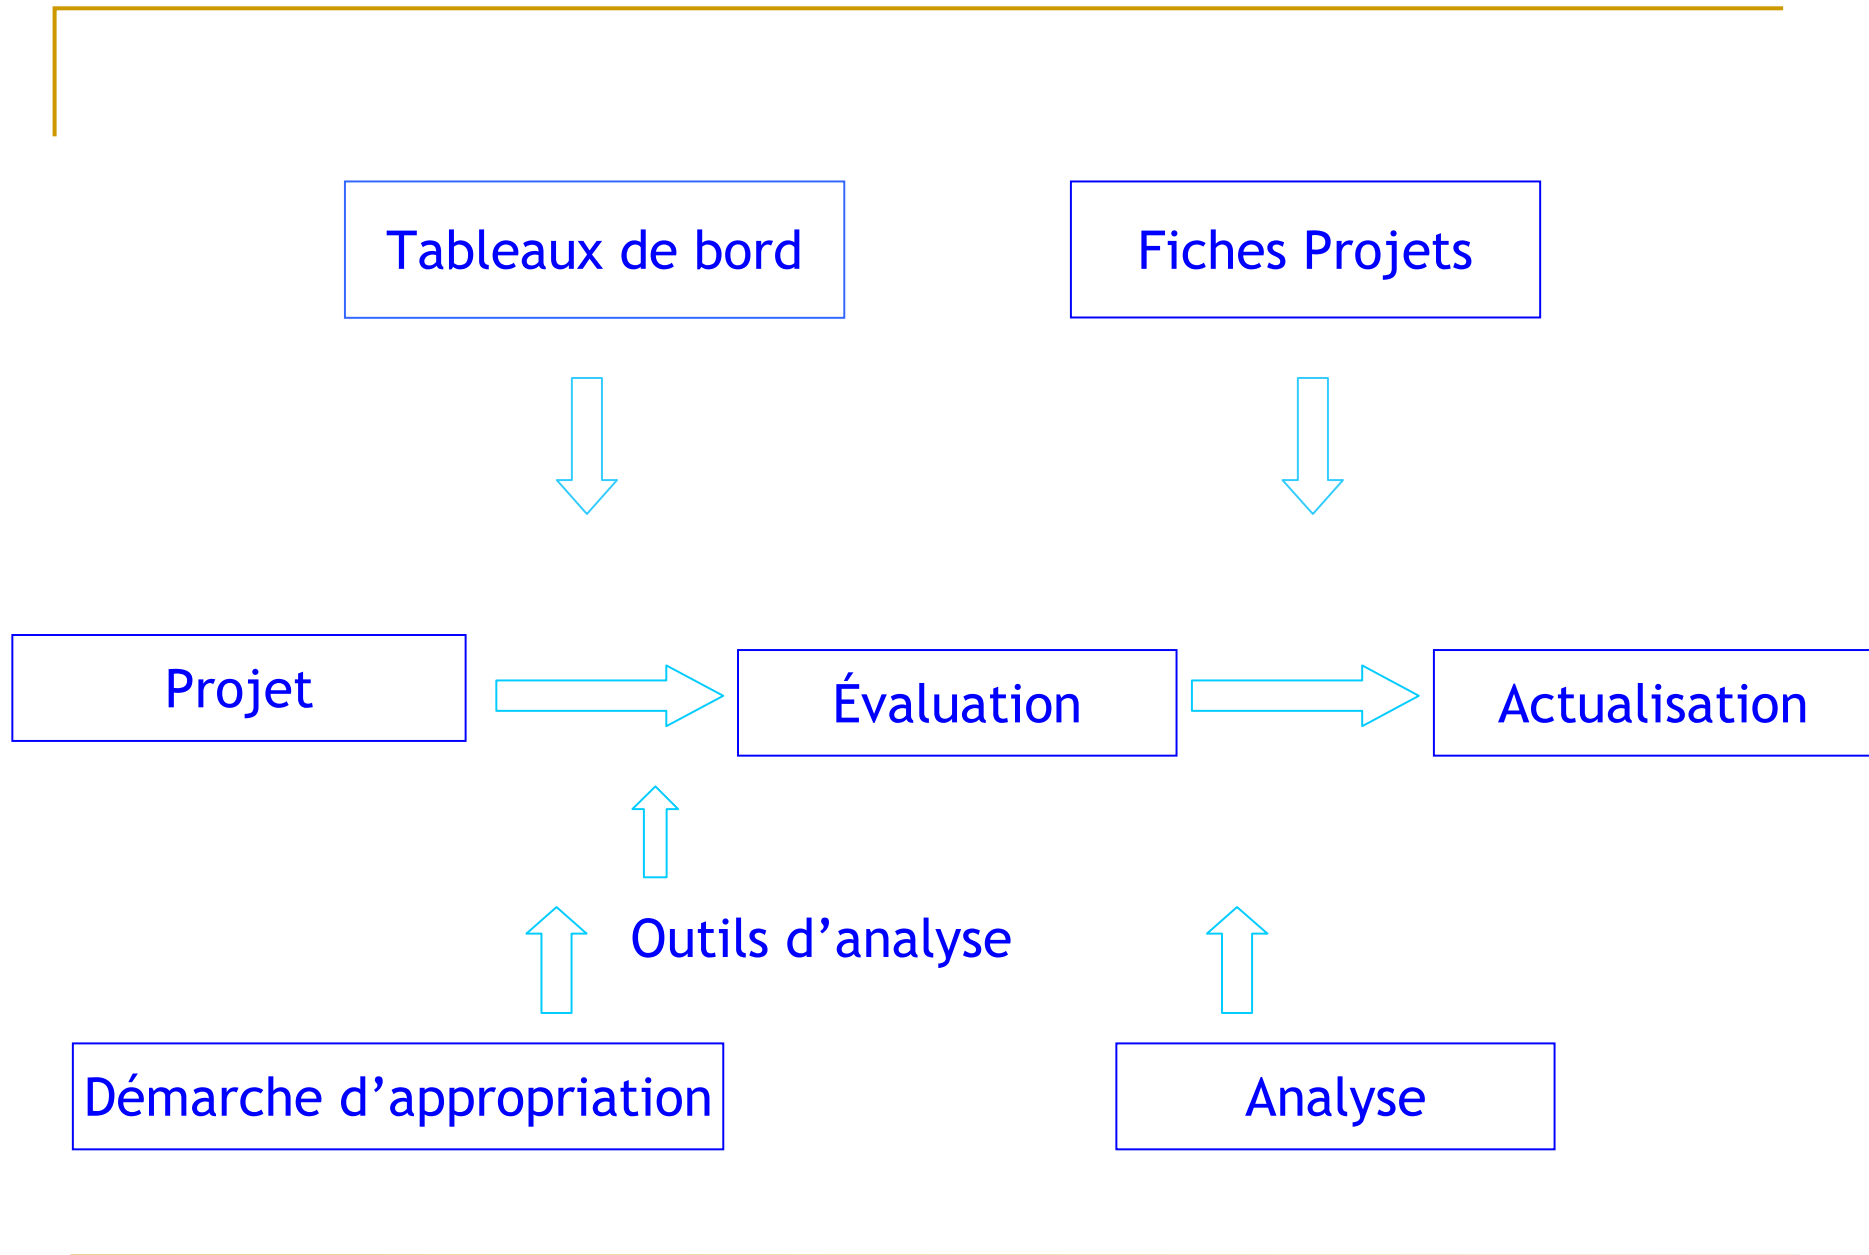 Tableaux de bord
Fiches Projets
Projet
Évaluation
Actualisation
Outils d’analyse
Démarche d’appropriation
Analyse